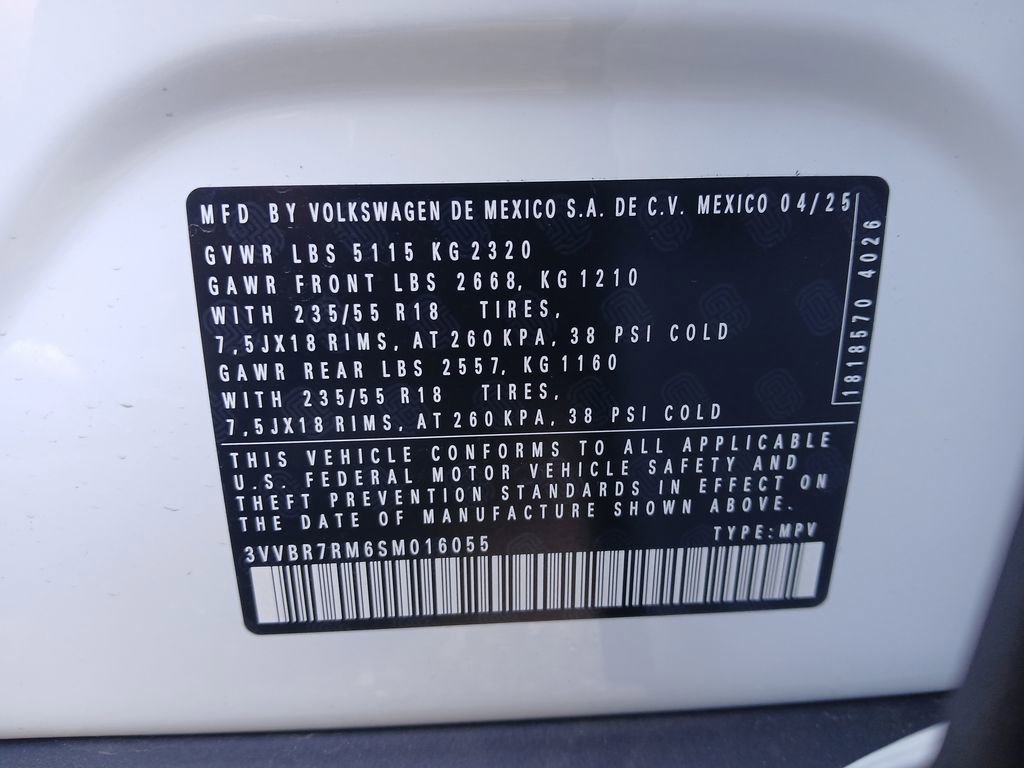 MFD BY VOLKSWAGEN DE MEXICO S.A. DE C.V. MEXICO 04/25
GVWR LBS 5115 KG 2320
GAWR FRONT LBS 2668, KG 1210
WITH 235/55 R18 TIRES,
7,5JX18 RIMS, AT 260 KPA, 38 PSI COLD
GAWR REAR LBS 2557, KG 1160
WITH 235/55 R18 TIRES,
7,5JX18 RIMS, AT 260 KPA, 38 PSI COLD
1818570 4026
THIS VEHICLE CONFORMS TO ALL APPLICABLE
U.S. FEDERAL MOTOR VEHICLE SAFETY AND
THEFT PREVENTION STANDARDS IN EFFECT ON
THE DATE OF MANUFACTURE SHOWN ABOVE.
TYPE: MPV
3VVBR7RM6SM016055